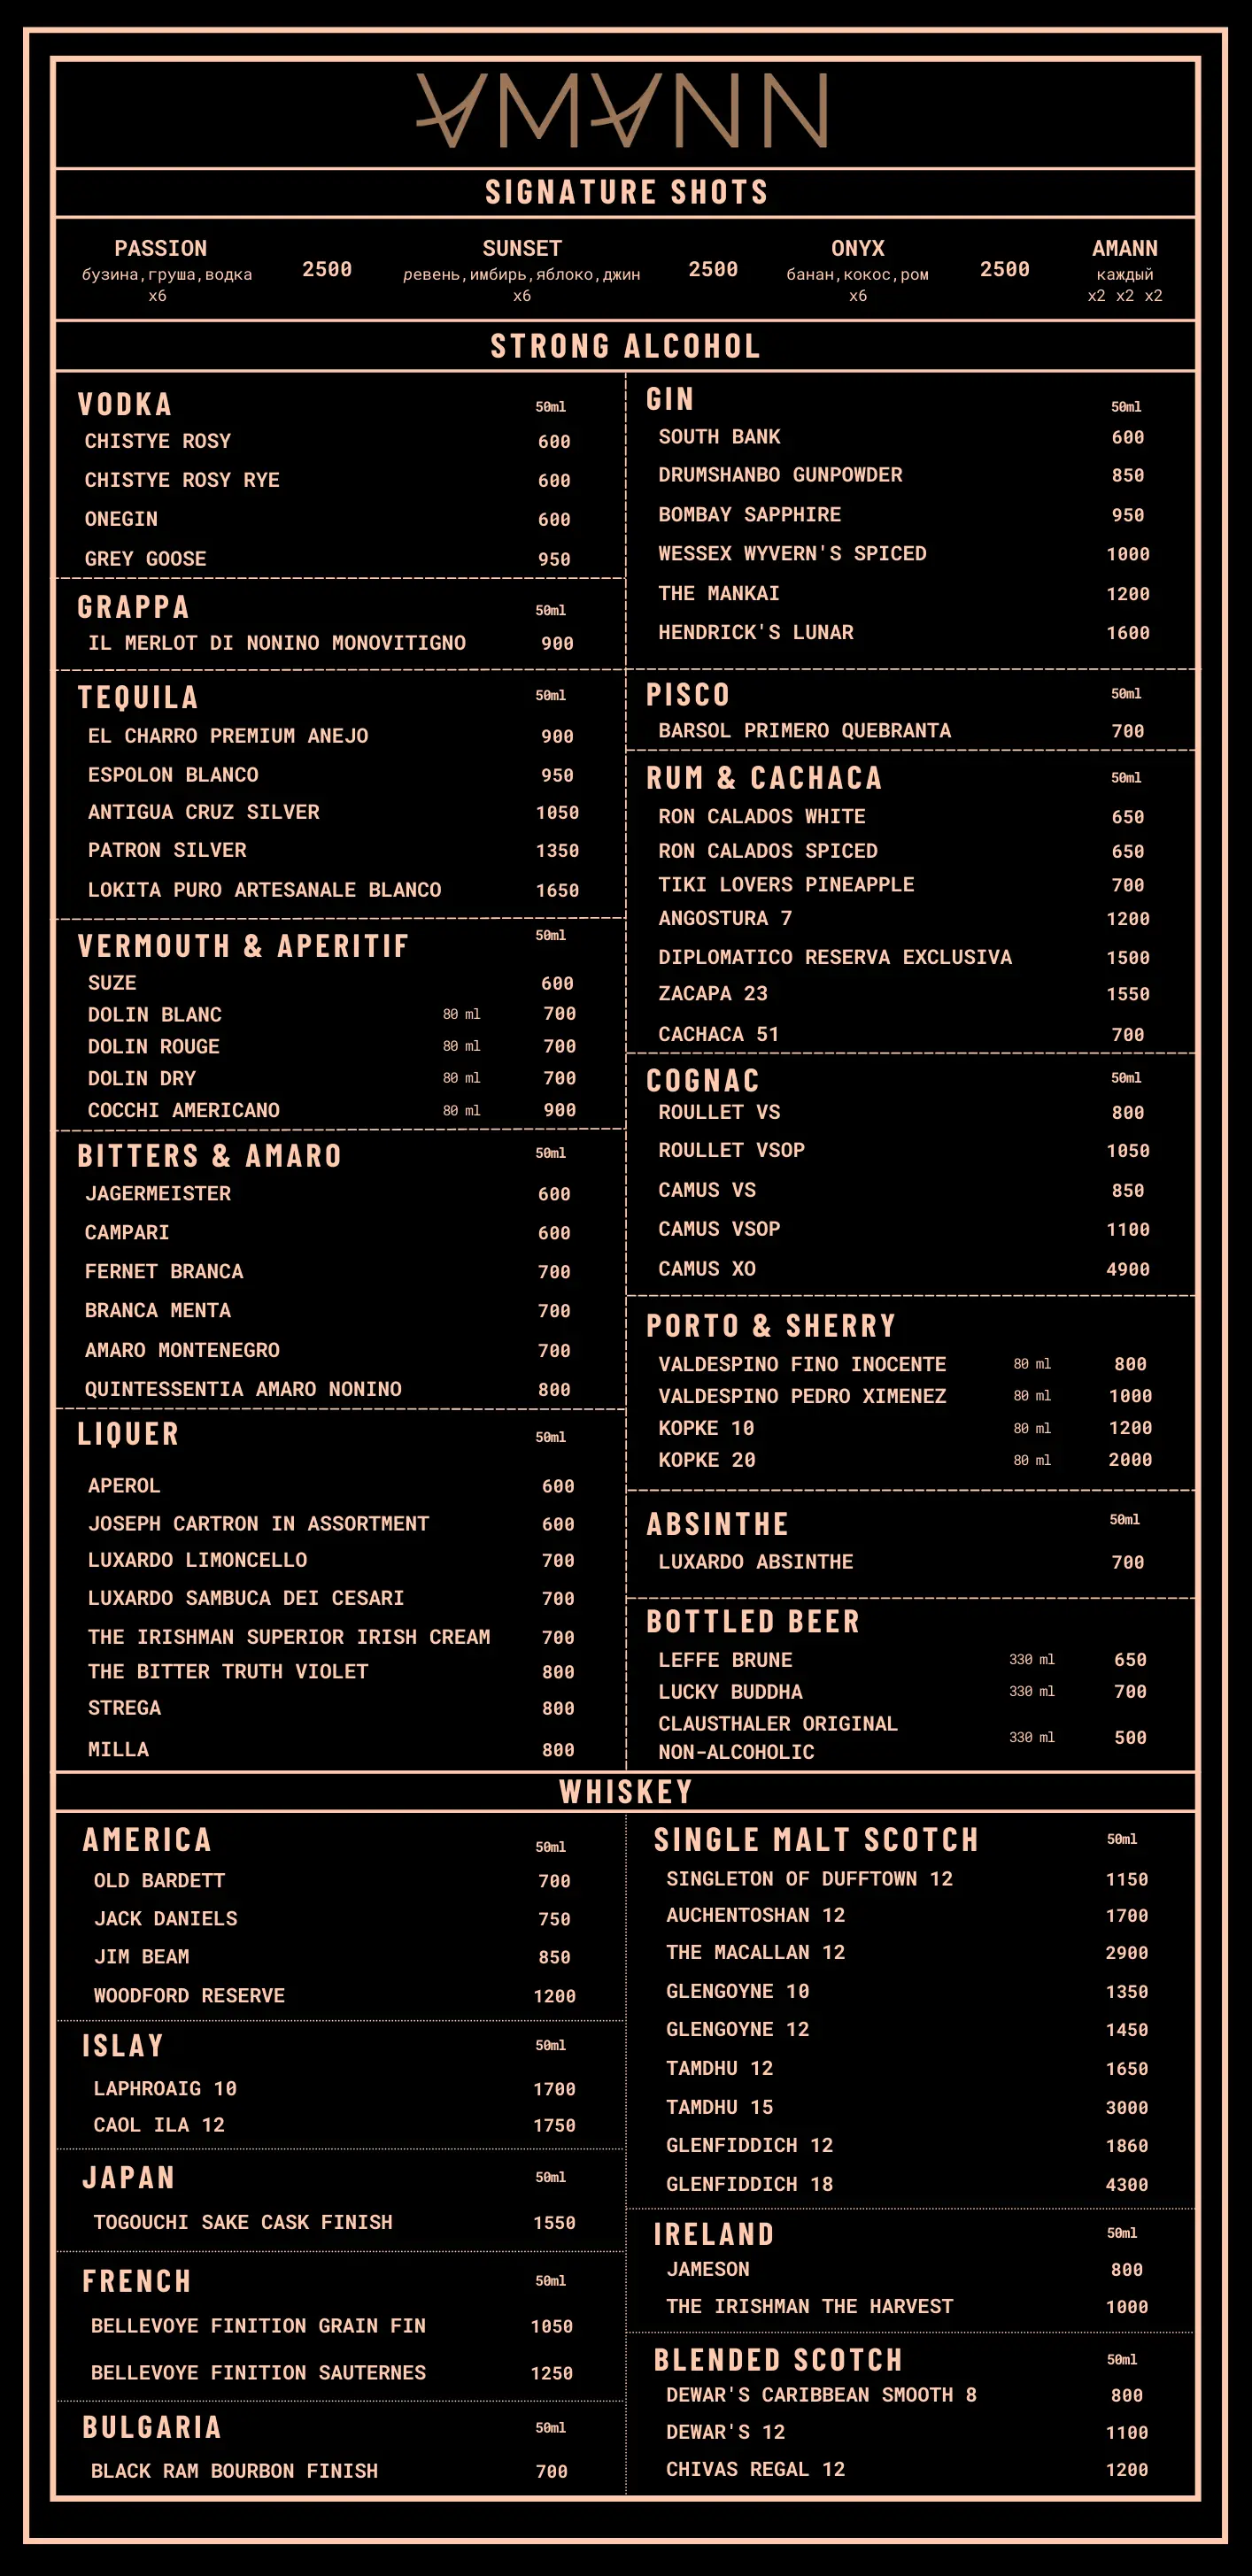 AMANN
SIGNATURE SHOTS
PASSION
бузина,груша,водка
x6
2500
SUNSET
ревень,имбирь,яблоко,джин
x6
2500
ONYX
банан,кокос,ром
x6
2500
AMANN
каждый
x2 x2 x2
STRONG ALCOHOL
VODKA 50ml
CHISTYE ROSY 600
CHISTYE ROSY RYE 600
ONEGIN 600
GREY GOOSE 950
GRAPPA 50ml
IL MERLOT DI NONINO MONOVITIGNO 900
TEQUILA 50ml
EL CHARRO PREMIUM ANEJO 900
ESPOLON BLANCO 950
ANTIGUA CRUZ SILVER 1050
PATRON SILVER 1350
LOKITA PURO ARTESANALE BLANCO 1650
VERMOUTH & APERITIF 50ml
SUZE 600
DOLIN BLANC 80 ml 700
DOLIN ROUGE 80 ml 700
DOLIN DRY 80 ml 700
COCCHI AMERICANO 80 ml 900
BITTERS & AMARO 50ml
JAGERMEISTER 600
CAMPARI 600
FERNET BRANCA 700
BRANCA MENTA 700
AMARO MONTENEGRO 700
QUINTESSENTIA AMARO NONINO 800
LIQUER 50ml
APEROL 600
JOSEPH CARTRON IN ASSORTMENT 600
LUXARDO LIMONCELLO 700
LUXARDO SAMBUCA DEI CESARI 700
THE IRISHMAN SUPERIOR IRISH CREAM 700
THE BITTER TRUTH VIOLET 800
STREGA 800
MILLA 800
GIN 50ml
SOUTH BANK 600
DRUMSHANBO GUNPOWDER 850
BOMBAY SAPPHIRE 950
WESSEX WYVERN'S SPICED 1000
THE MANKAI 1200
HENDRICK'S LUNAR 1600
PISCO 50ml
BARSOL PRIMERO QUEBRANTA 700
RUM & CACHACA 50ml
RON CALADOS WHITE 650
RON CALADOS SPICED 650
TIKI LOVERS PINEAPPLE 700
ANGOSTURA 7 1200
DIPLOMATICO RESERVA EXCLUSIVA 1500
ZACAPA 23 1550
CACHACA 51 700
COGNAC 50ml
ROULLET VS 800
ROULLET VSOP 1050
CAMUS VS 850
CAMUS VSOP 1100
CAMUS XO 4900
PORTO & SHERRY
VALDESPINO FINO INOCENTE 80 ml 800
VALDESPINO PEDRO XIMENEZ 80 ml 1000
KOPKE 10 80 ml 1200
KOPKE 20 80 ml 2000
ABSINTHE 50ml
LUXARDO ABSINTHE 700
BOTTLED BEER
LEFFE BRUNE 330 ml 650
LUCKY BUDDHA 330 ml 700
CLAUSTHALER ORIGINAL
NON-ALCOHOLIC 330 ml 500
WHISKEY
AMERICA 50ml
OLD BARDETT 700
JACK DANIELS 750
JIM BEAM 850
WOODFORD RESERVE 1200
ISLAY 50ml
LAPHROAIG 10 1700
CAOL ILA 12 1750
JAPAN 50ml
TOGOUCHI SAKE CASK FINISH 1550
FRENCH 50ml
BELLEVOYE FINITION GRAIN FIN 1050
BELLEVOYE FINITION SAUTERNES 1250
BULGARIA 50ml
BLACK RAM BOURBON FINISH 700
SINGLE MALT SCOTCH 50ml
SINGLETON OF DUFFTOWN 12 1150
AUCHENTOSHAN 12 1700
THE MACALLAN 12 2900
GLENGOYNE 10 1350
GLENGOYNE 12 1450
TAMDHU 12 1650
TAMDHU 15 3000
GLENFIDDICH 12 1860
GLENFIDDICH 18 4300
IRELAND 50ml
JAMESON 800
THE IRISHMAN THE HARVEST 1000
BLENDED SCOTCH 50ml
DEWAR'S CARIBBEAN SMOOTH 8 800
DEWAR'S 12 1100
CHIVAS REGAL 12 1200